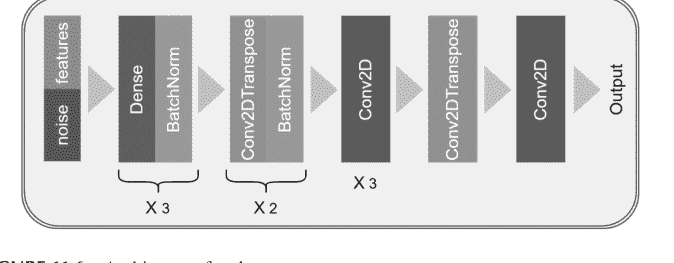 noise features
Dense
BatchNorm
Conv2DTranspose
BatchNorm
Conv2D
Conv2DTranspose
Conv2D
Output
X 3
X 2
X 3